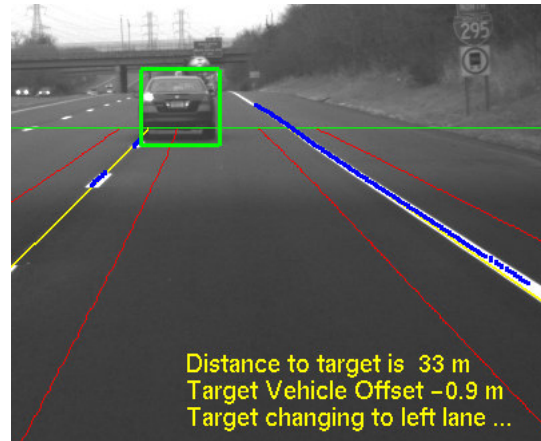 295
Distance to target is 33 m
Target Vehicle Offset -0.9 m
Target changing to left lane ...